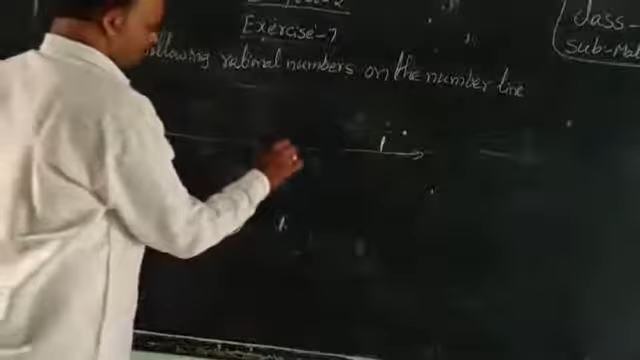 Exercise-7
Class-
Sub-Mat
following rational numbers on the number line